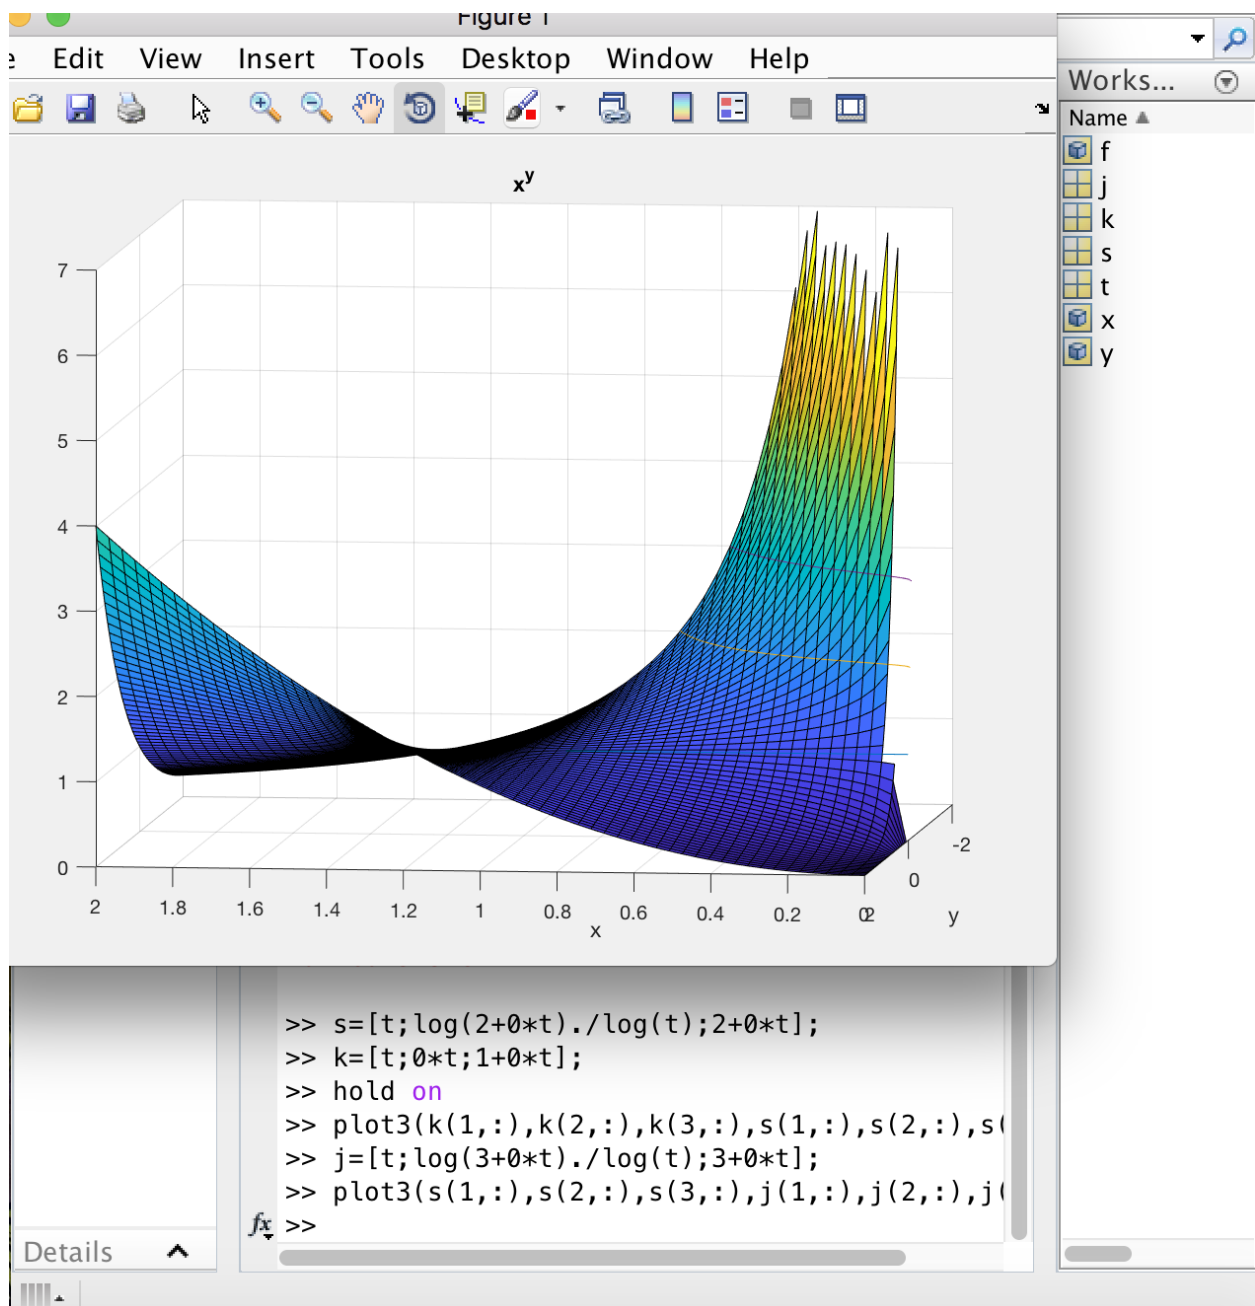 Figure 1
Edit View Insert Tools Desktop Window Help
Works...
Name
f
j
k
s
t
x
y
x^y
7
6
5
4
3
2
1
0
2 1.8 1.6 1.4 1.2 1 0.8 0.6 0.4 0.2 0
x
2 0 -2
y
>> s=[t;log(2+0*t)./log(t);2+0*t];
>> k=[t;0*t;1+0*t];
>> hold on
>> plot3(k(1,:),k(2,:),k(3,:),s(1,:),s(2,:),s(
>> j=[t;log(3+0*t)./log(t);3+0*t];
>> plot3(s(1,:),s(2,:),s(3,:),j(1,:),j(2,:),j(
fx >>
Details